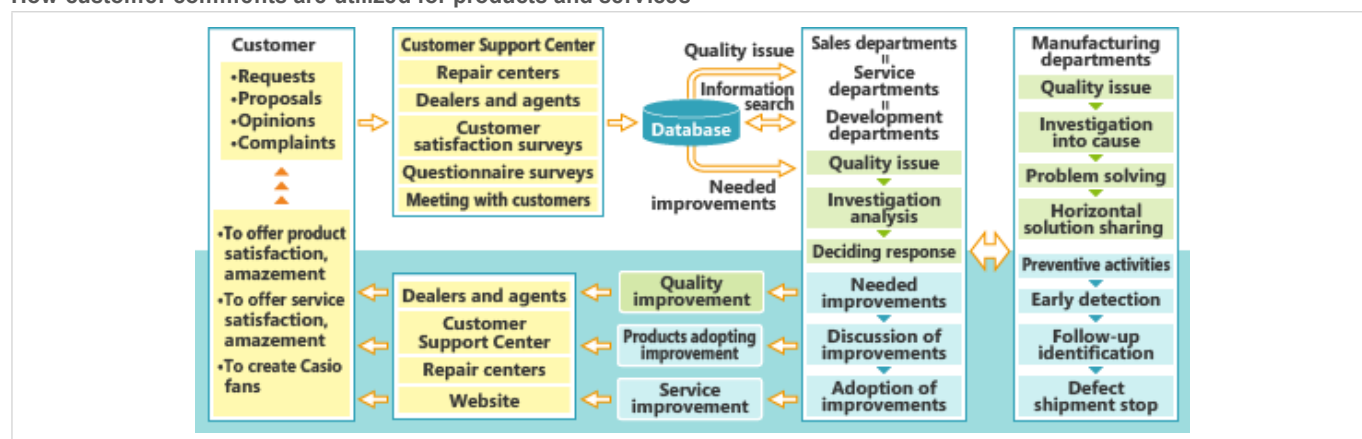 How customer comments are utilized for products and services
Customer
•Requests
•Proposals
•Opinions
•Complaints
•To offer product
satisfaction,
amazement
•To offer service
satisfaction,
amazement
•To create Casio
fans
Customer Support Center
Repair centers
Dealers and agents
Customer
satisfaction surveys
Questionnaire surveys
Meeting with customers
Quality issue
Information
search
Database
Needed
improvements
Sales departments
=
Service
departments
=
Development
departments
Quality issue
Investigation
analysis
Deciding response
Needed
improvements
Discussion of
improvements
Adoption of
improvements
Manufacturing
departments
Quality issue
Investigation
into cause
Problem solving
Horizontal
solution sharing
Preventive activities
Early detection
Follow-up
identification
Defect
shipment stop
Quality
improvement
Products adopting
improvement
Service
improvement
Dealers and agents
Customer
Support Center
Repair centers
Website